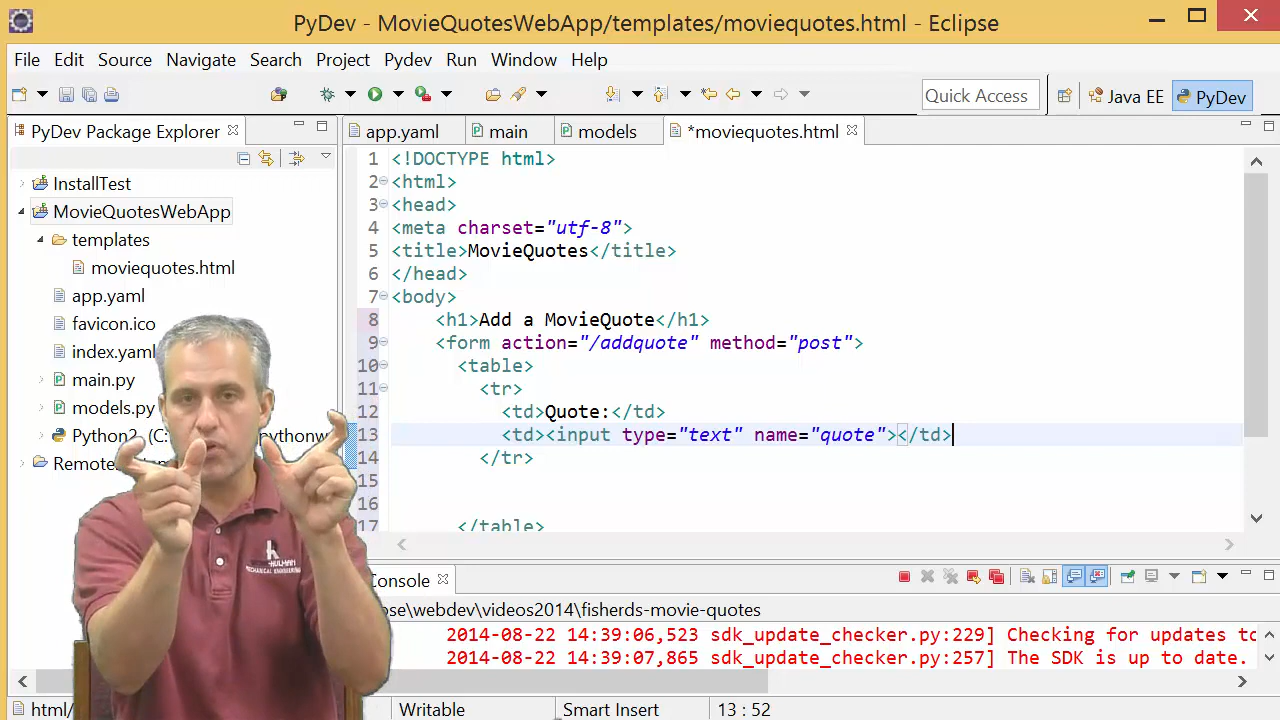 PyDev - MovieQuotesWebApp/templates/moviequotes.html - Eclipse
File Edit Source Navigate Search Project Pydev Run Window Help
Quick Access Java EE PyDev
PyDev Package Explorer
app.yaml main models *moviequotes.html
InstallTest
MovieQuotesWebApp
templates
moviequotes.html
app.yaml
favicon.ico
index.yaml
main.py
models.py
Python2 (C:
Remote
1 <!DOCTYPE html>
2 <html>
3 <head>
4 <meta charset="utf-8">
5 <title>MovieQuotes</title>
6 </head>
7 <body>
8 <h1>Add a MovieQuote</h1>
9 <form action="/addquote" method="post">
10 <table>
11 <tr>
12 <td>Quote:</td>
13 <td><input type="text" name="quote"></td>
14 </tr>
15
16
17 </table>
MECHANICAL ENGINEERING
Console
ose\webdev\videos2014\fisherds-movie-quotes
2014-08-22 14:39:06,523 sdk_update_checker.py:229] Checking for updates to
2014-08-22 14:39:07,865 sdk_update_checker.py:257] The SDK is up to date.
html/ Writable Smart Insert 13 : 52